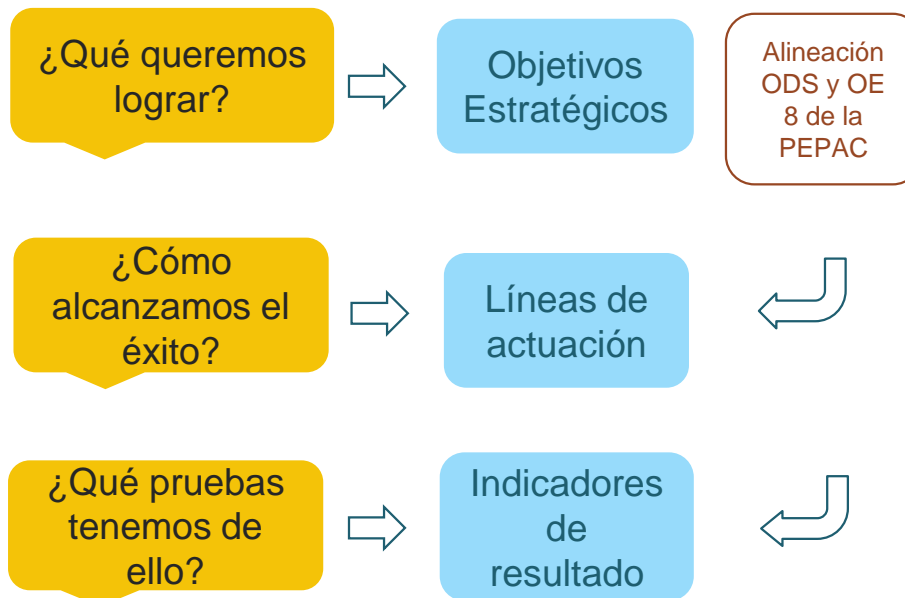 ¿Qué queremos
lograr?
Objetivos
Estratégicos
Alineación
ODS y OE
8 de la
PEPAC
¿Cómo
alcanzamos el
éxito?
Líneas de
actuación
¿Qué pruebas
tenemos de
ello?
Indicadores
de
resultado